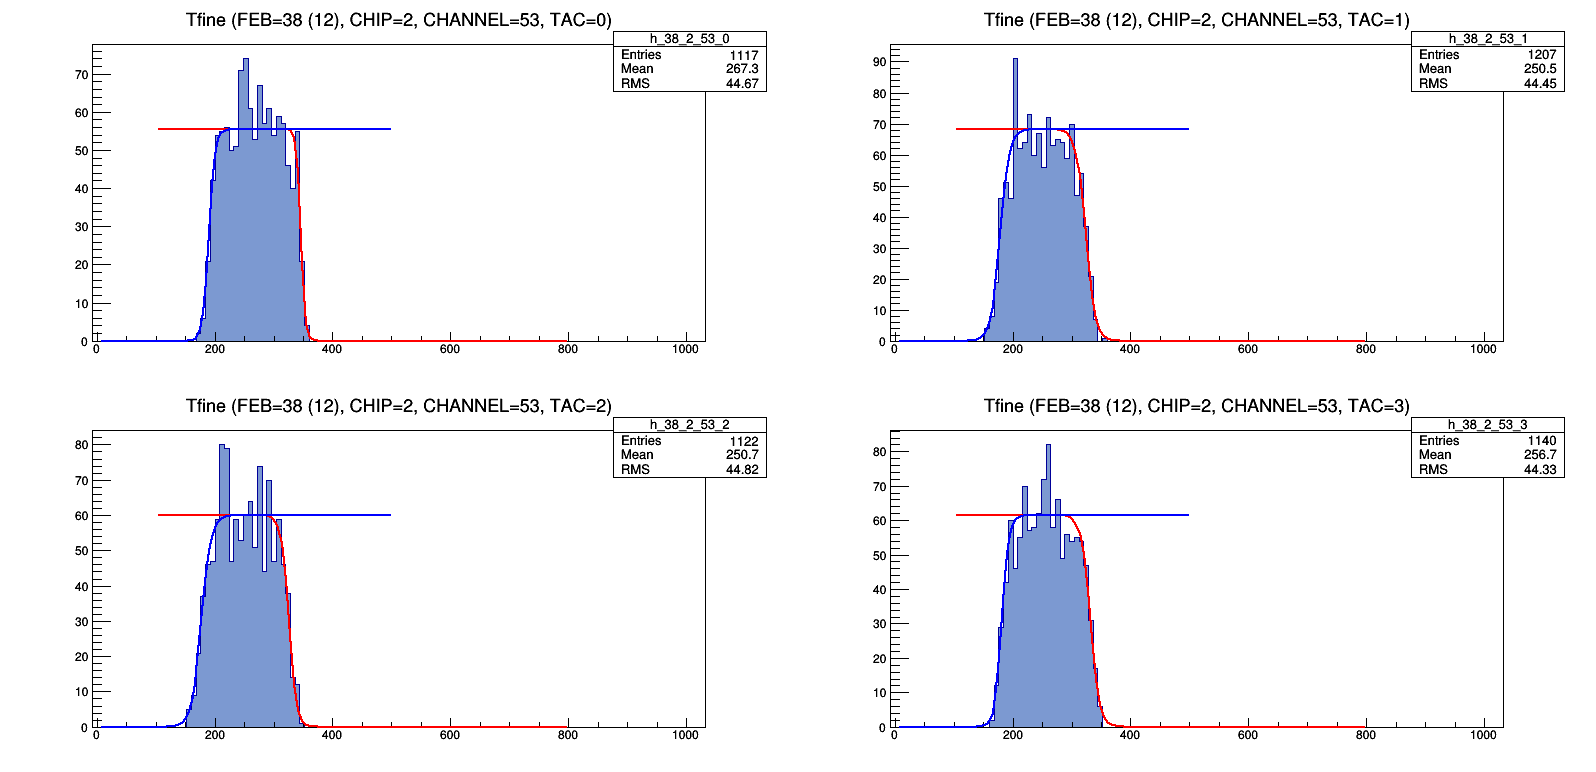 Tfine (FEB=38 (12), CHIP=2, CHANNEL=53, TAC=0)
h_38_2_53_0
Entries 1117
Mean 267.3
RMS 44.67
70
60
50
40
30
20
10
0
0 200 400 600 800 1000
Tfine (FEB=38 (12), CHIP=2, CHANNEL=53, TAC=1)
h_38_2_53_1
Entries 1207
Mean 250.5
RMS 44.45
90
80
70
60
50
40
30
20
10
0
0 200 400 600 800 1000
Tfine (FEB=38 (12), CHIP=2, CHANNEL=53, TAC=2)
h_38_2_53_2
Entries 1122
Mean 250.7
RMS 44.82
80
70
60
50
40
30
20
10
0
0 200 400 600 800 1000
Tfine (FEB=38 (12), CHIP=2, CHANNEL=53, TAC=3)
h_38_2_53_3
Entries 1140
Mean 256.7
RMS 44.33
80
70
60
50
40
30
20
10
0
0 200 400 600 800 1000